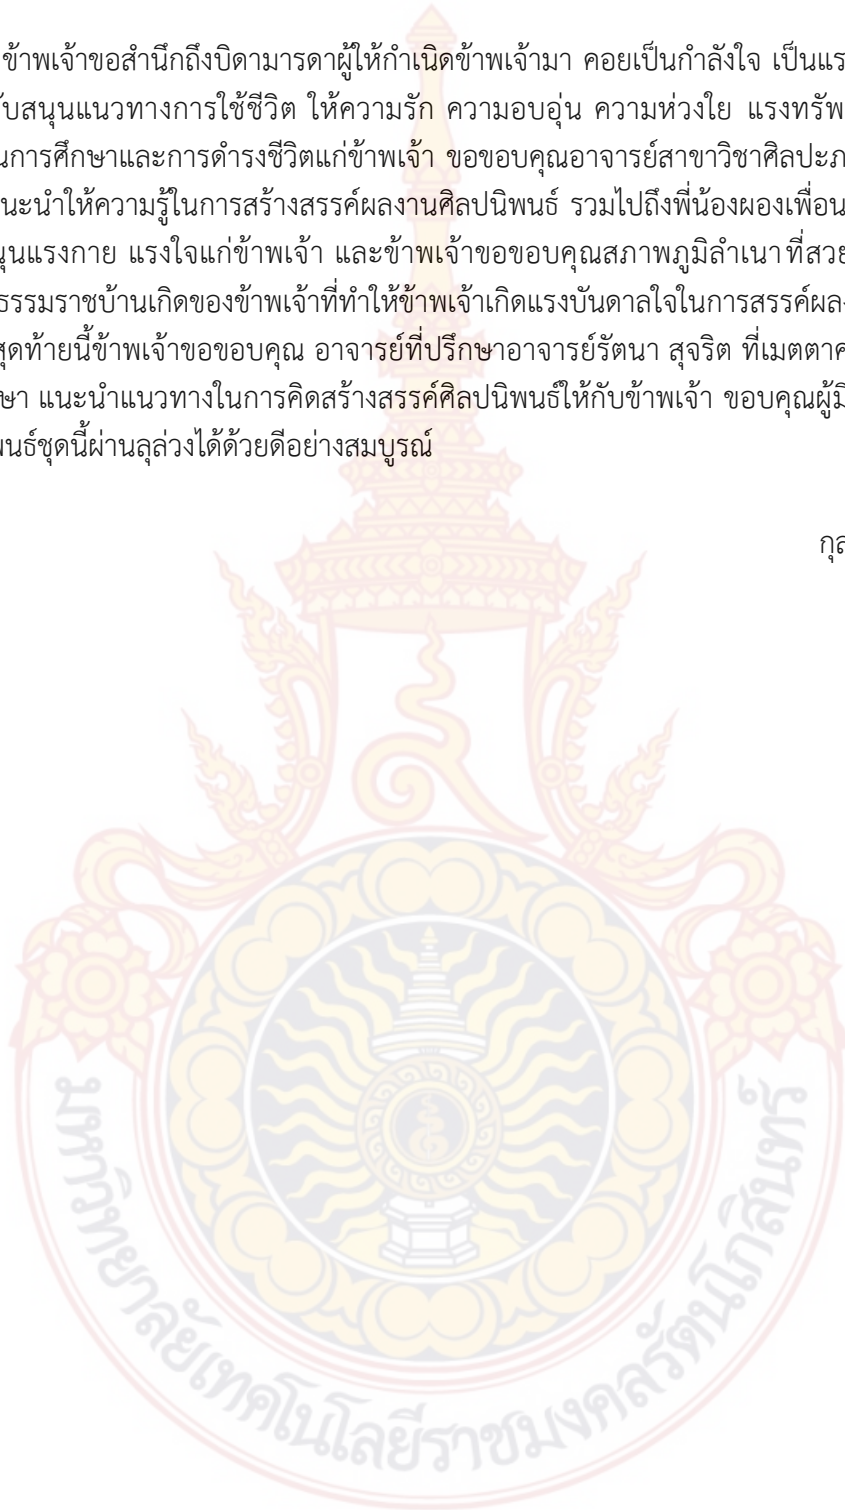 ข้าพเจ้าขอสำนึกถึงบิดามารดาผู้ให้กำเนิดข้าพเจ้ามา คอยเป็นกำลังใจ เป็นแร
ับสนุนแนวทางการใช้ชีวิต ให้ความรัก ความอบอุ่น ความห่วงใย แรงทรัพ
นการศึกษาและการดำรงชีวิตแก่ข้าพเจ้า ขอขอบคุณอาจารย์สาขาวิชาศิลปะภ
นะนำให้ความรู้ในการสร้างสรรค์ผลงานศิลปนิพนธ์ รวมไปถึงพี่น้องผองเพื่อน
นุนแรงกาย แรงใจแก่ข้าพเจ้า และข้าพเจ้าขอขอบคุณสภาพภูมิลำเนาที่สวย
ธรรมราชบ้านเกิดของข้าพเจ้าที่ทำให้ข้าพเจ้าเกิดแรงบันดาลใจในการสรรค์ผลง
สุดท้ายนี้ข้าพเจ้าขอขอบคุณ อาจารย์ที่ปรึกษาอาจารย์รัตนา สุจริต ที่เมตตาค
ษา แนะนำแนวทางในการคิดสร้างสรรค์ศิลปนิพนธ์ให้กับข้าพเจ้า ขอบคุณผู้มี
พนธ์ชุดนี้ผ่านลุล่วงได้ด้วยดีอย่างสมบูรณ์
กุล
มหาวิทยาลัยเทคโนโลยีราชมงคลรัตนโกสินทร์